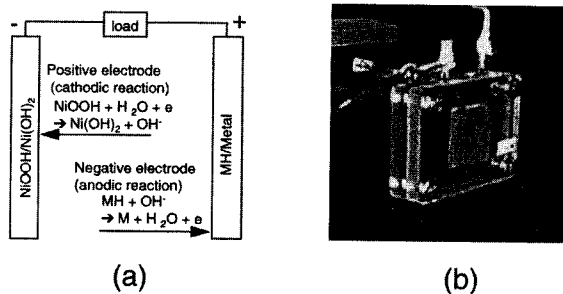 - load +
NiOOH/Ni(OH)2
Positive electrode
(cathodic reaction)
NiOOH + H2O + e
➔ Ni(OH)2 + OH-
Negative electrode
(anodic reaction)
MH + OH-
➔ M + H2O + e
MH/Metal
(a)
(b)